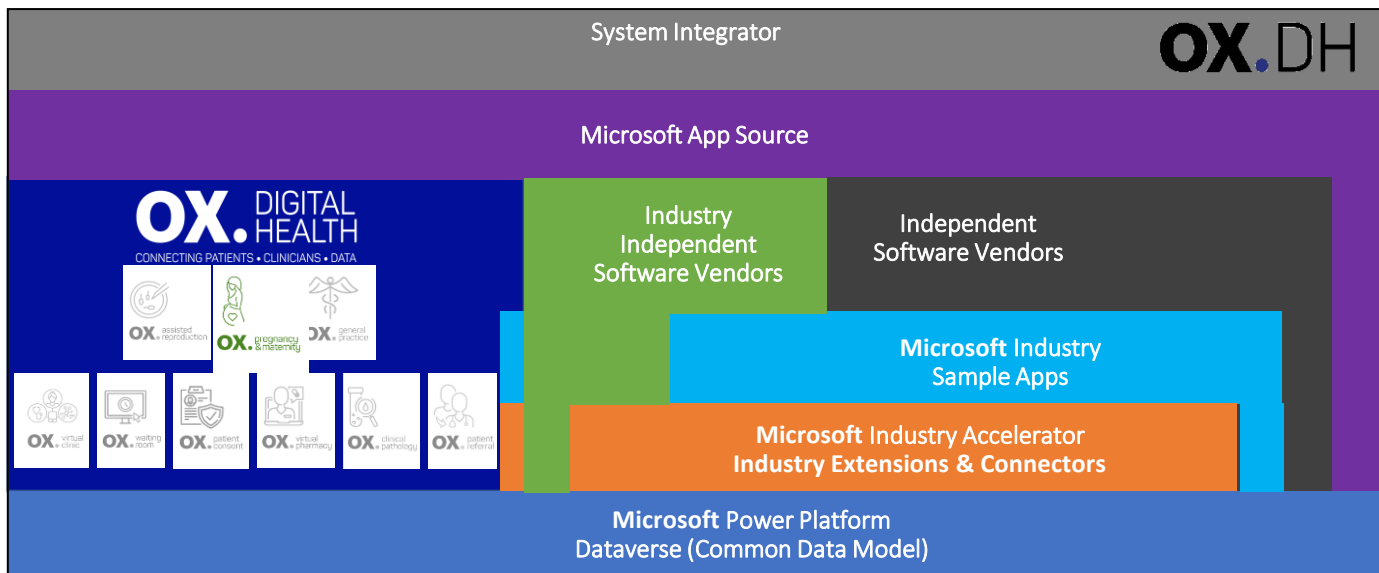 System Integrator
OX.DH
Microsoft App Source
OX. DIGITAL
HEALTH
CONNECTING PATIENTS • CLINICIANS • DATA
Industry
Independent
Software Vendors
Independent
Software Vendors
OX. assisted
reproduction
OX. pregnancy
& maternity
OX. general
practice
Microsoft Industry
Sample Apps
OX. virtual
clinic
OX. waiting
room
OX. patient
consent
OX. virtual
pharmacy
OX. clinical
pathology
OX. patient
referral
Microsoft Industry Accelerator
Industry Extensions & Connectors
Microsoft Power Platform
Dataverse (Common Data Model)